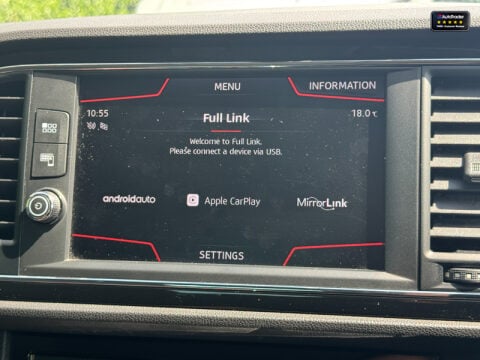 AutoTrader
MENU
INFORMATION
10:55
Full Link
18.0°C
Welcome to Full Link.
Please connect a device via USB.
androidauto
Apple CarPlay
MirrorLink
SETTINGS